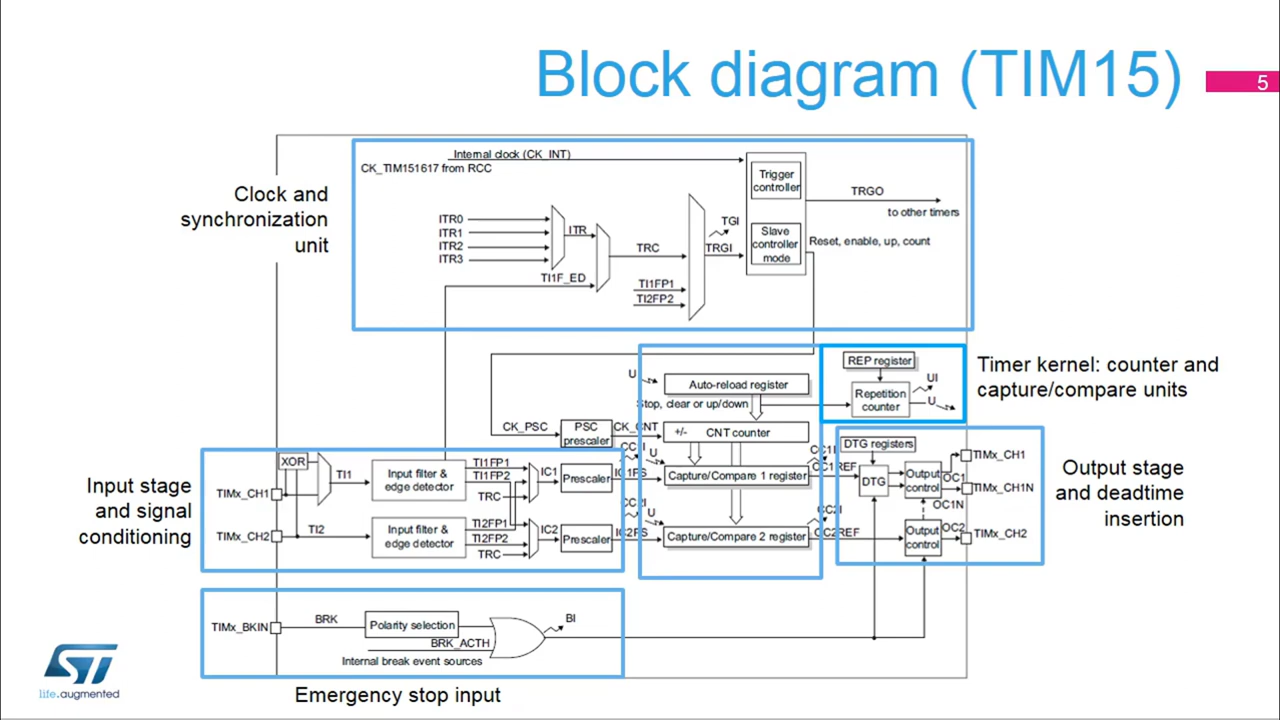 Block diagram (TIM15)
5
Clock and
synchronization
unit
Internal clock (CK_INT)
CK_TIM151617 from RCC
Trigger
controller
TRGO
to other timers
ITR0
ITR1
ITR2
ITR3
ITR
TRC
TI1F_ED
TI1FP1
TI2FP2
TGI
TRGI
Slave
controller
mode
Reset, enable, up, count
Timer kernel: counter and
capture/compare units
REP register
Repetition
counter
UI
U
U
Auto-reload register
Stop, clear or up/down
CK_PSC
PSC
prescaler
CK_CNT
+/-
CNT counter
Input stage
and signal
conditioning
XOR
TI1
TIMx_CH1
TIMx_CH2
TI2
Input filter &
edge detector
TI1FP1
TI1FP2
TRC
IC1
Prescaler
IC1PS
U
Capture/Compare 1 register
CC1I
OC1REF
Input filter &
edge detector
TI2FP1
TI2FP2
TRC
IC2
Prescaler
CC2I
IC2PS
U
Capture/Compare 2 register
CC2I
OC2REF
Output stage
and deadtime
insertion
DTG registers
DTG
Output
control
OC1
OC1N
Output
control
OC2
TIMx_CH1
TIMx_CH1N
TIMx_CH2
TIMx_BKIN
BRK
Polarity selection
BRK_ACTH
Internal break event sources
BI
Emergency stop input
ST
life.augmented